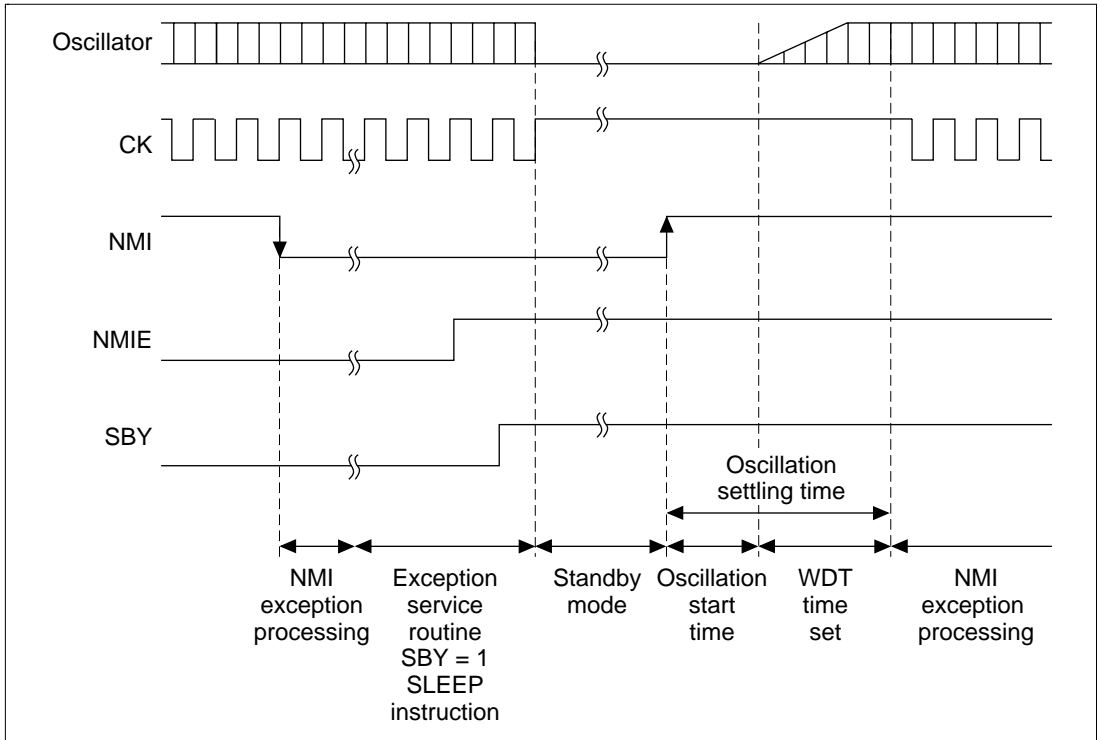 Oscillator
CK
NMI
NMIE
SBY
Oscillation
settling time
NMI
exception
processing
Exception
service
routine
SBY = 1
SLEEP
instruction
Standby
mode
Oscillation
start
time
WDT
time
set
NMI
exception
processing